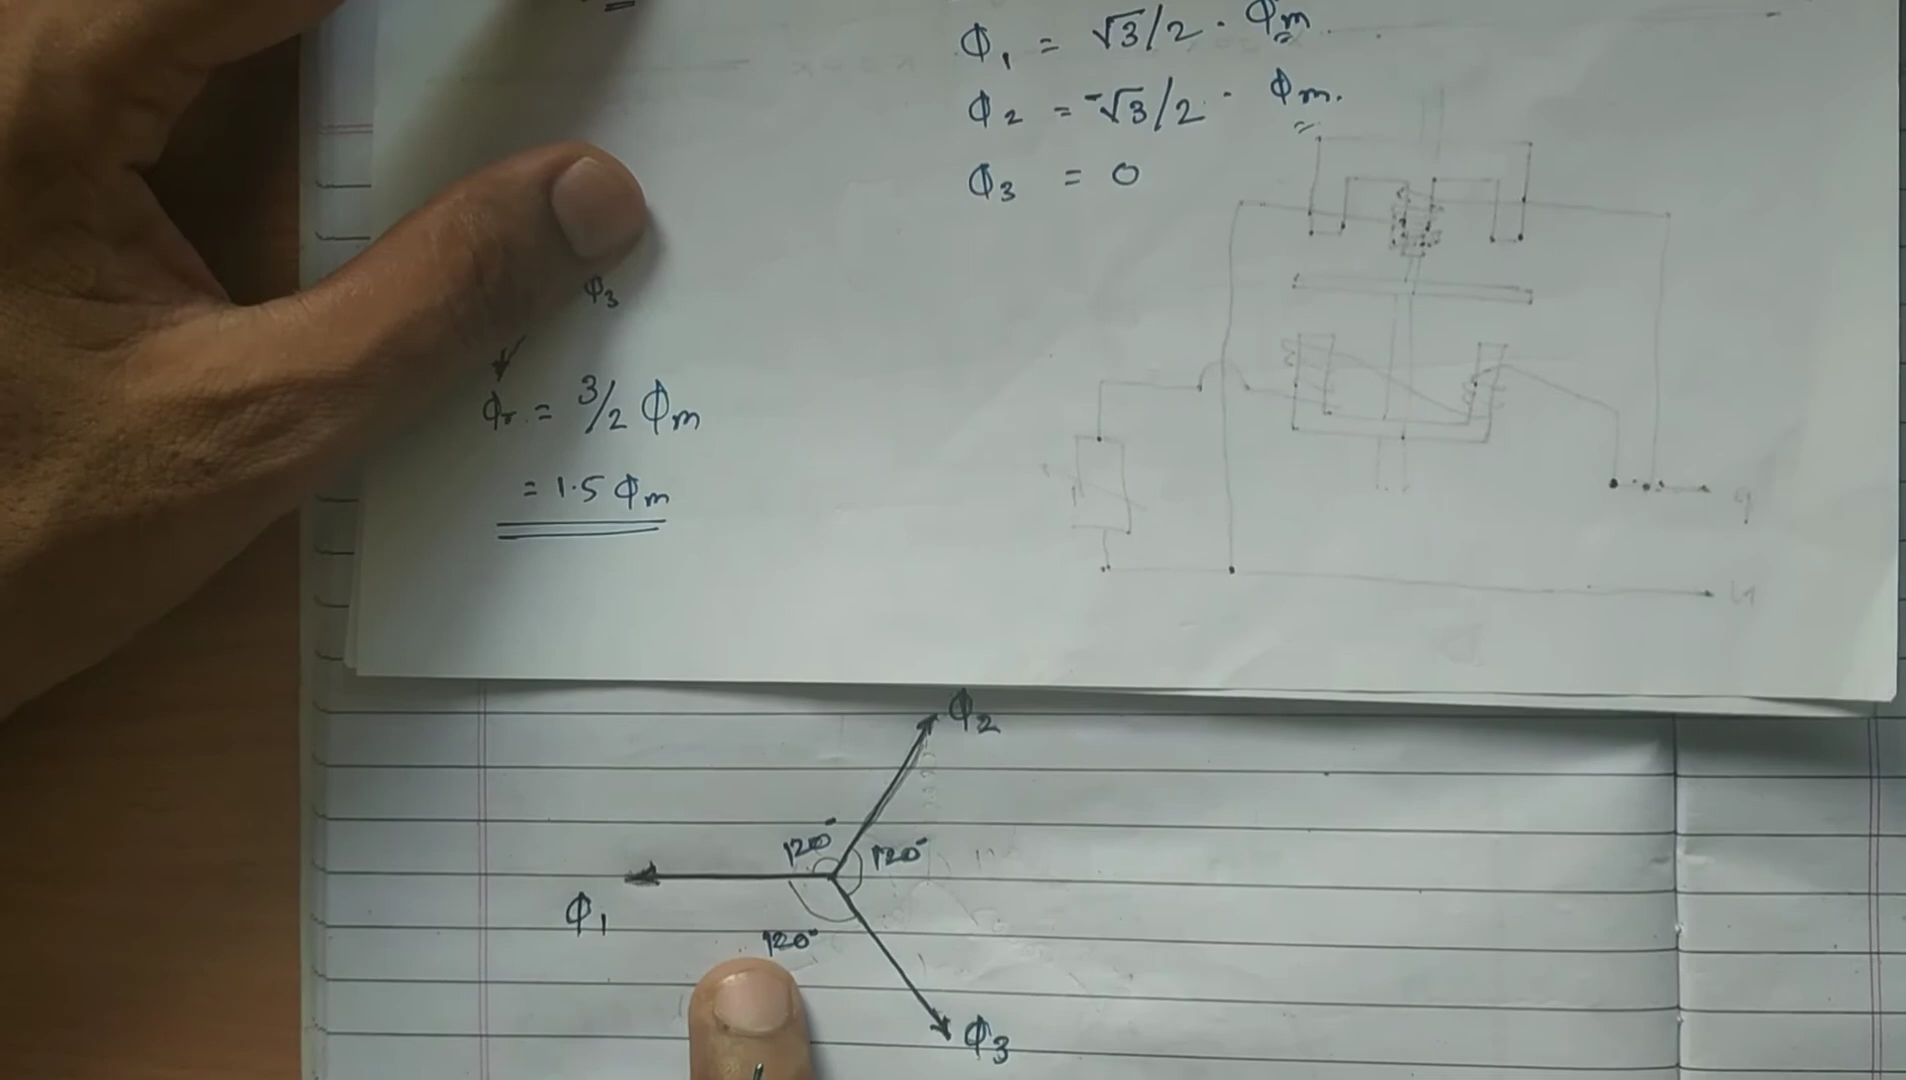 Φ₁ = √3/2 · Φm
Φ₂ = -√3/2 · Φm.
Φ₃ = 0
Φ₃
Φr = 3/2 Φm
= 1.5 Φm
Φ₂
120°
120°
Φ₁
120°
Φ₃